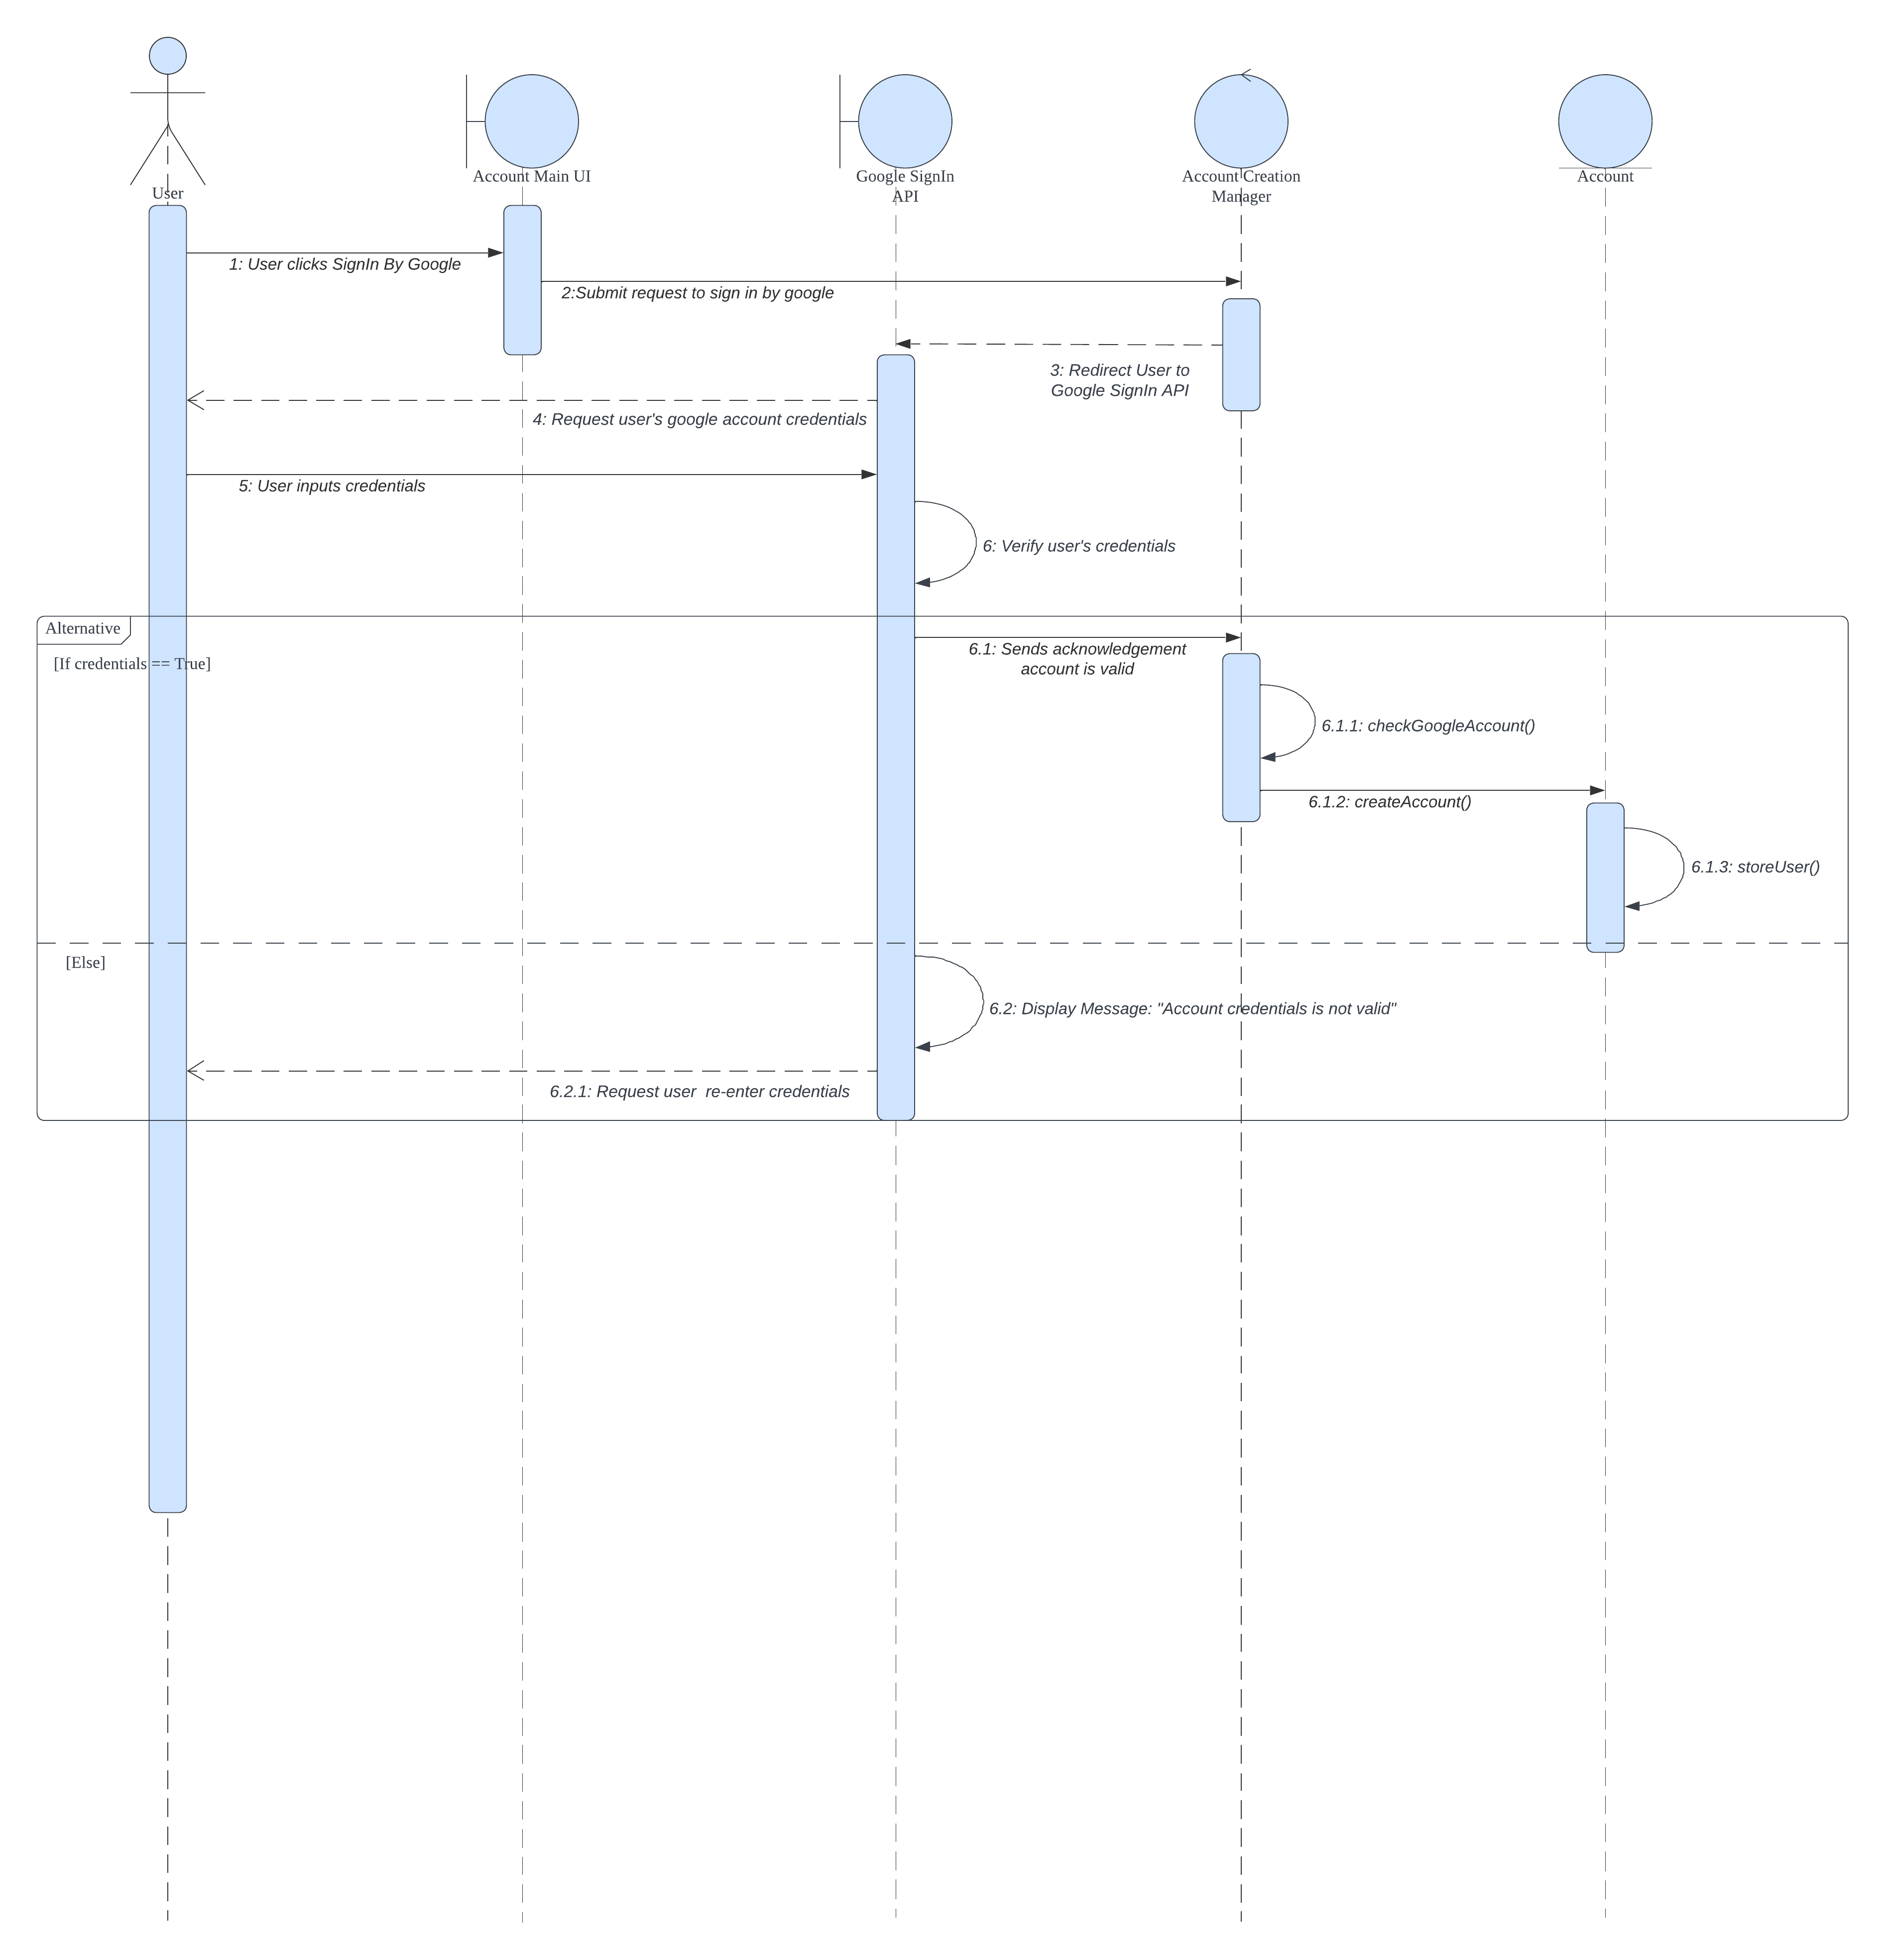 User
Account Main UI
Google SignIn
API
Account Creation
Manager
Account
1: User clicks SignIn By Google
2:Submit request to sign in by google
3: Redirect User to
Google SignIn API
4: Request user's google account credentials
5: User inputs credentials
6: Verify user's credentials
Alternative
[If credentials == True]
6.1: Sends acknowledgement
account is valid
6.1.1: checkGoogleAccount()
6.1.2: createAccount()
6.1.3: storeUser()
[Else]
6.2: Display Message: "Account credentials is not valid"
6.2.1: Request user  re-enter credentials